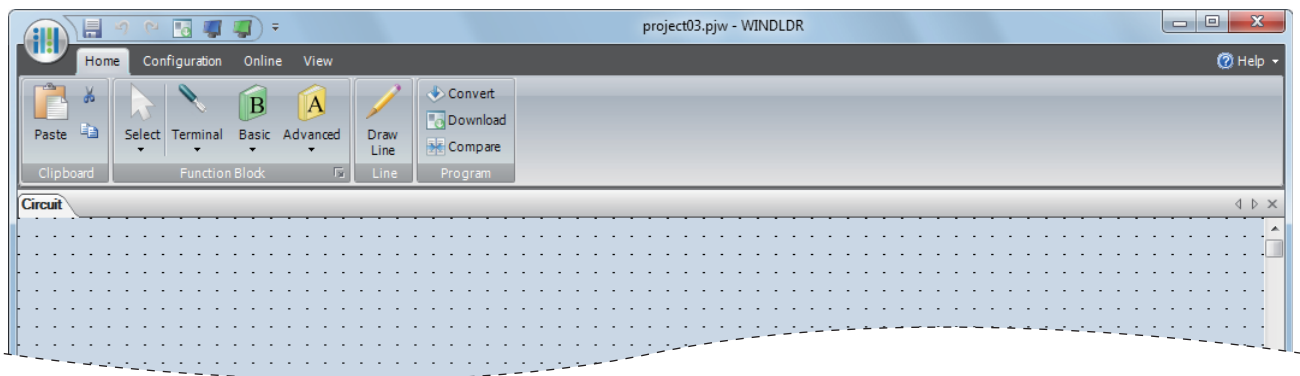 project03.pjw - WINDLDR
Home Configuration Online View Help
Paste
Select Terminal Basic Advanced
B A
Draw Line
Convert
Download
Compare
Clipboard Function Block Line Program
Circuit